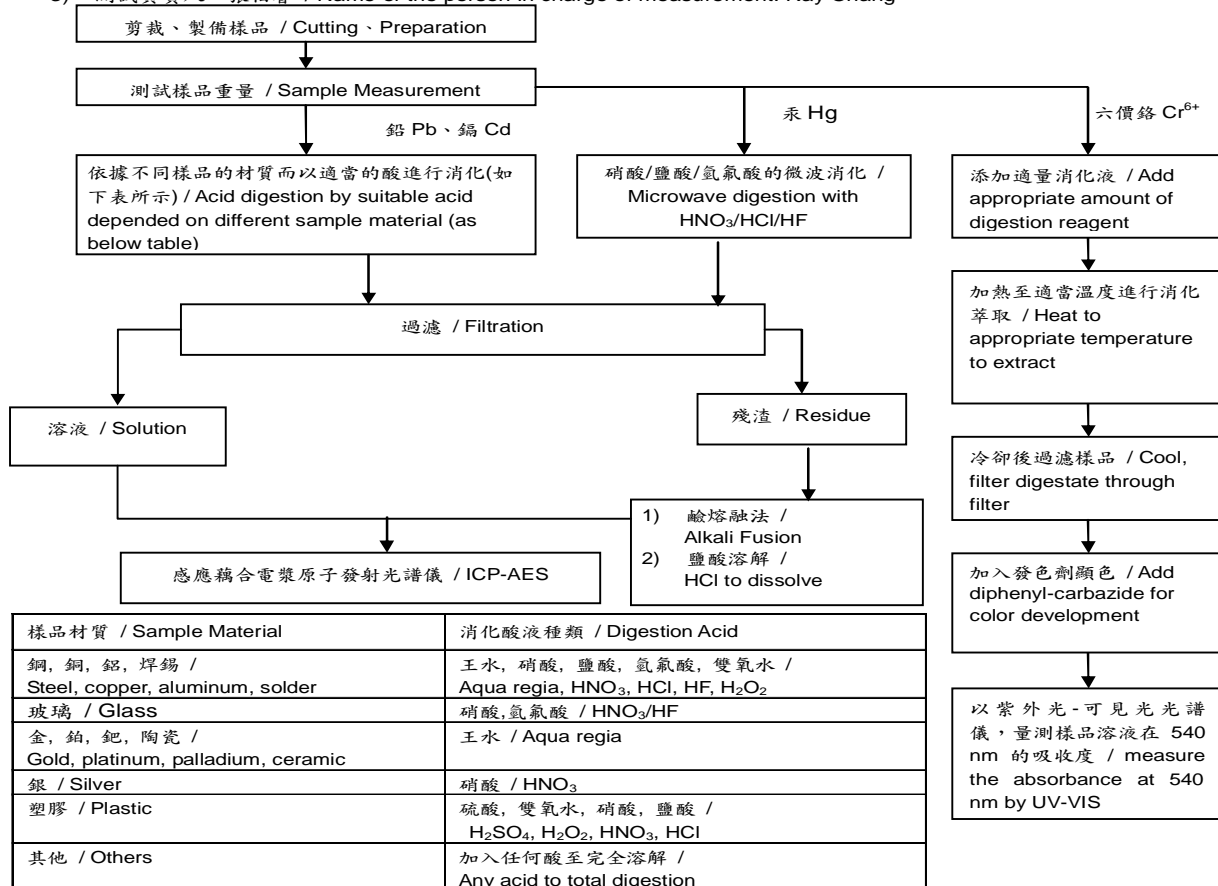 Name of the person in charge of measurement: Ray Chang
剪裁、製備樣品 / Cutting、Preparation
測試樣品重量 / Sample Measurement
鉛 Pb、鎘 Cd
汞 Hg
六價鉻 Cr⁶⁺
依據不同樣品的材質而以適當的酸進行消化(如
下表所示) / Acid digestion by suitable acid
depended on different sample material (as
below table)
硝酸/鹽酸/氫氟酸的微波消化 /
Microwave digestion with
HNO₃/HCl/HF
添加適量消化液 / Add
appropriate amount of
digestion reagent
加熱至適當溫度進行消化
萃取 / Heat to
appropriate temperature
to extract
過濾 / Filtration
溶液 / Solution
殘渣 / Residue
冷卻後過濾樣品 / Cool,
filter digestate through
filter
1) 鹼熔融法 /
Alkali Fusion
2) 鹽酸溶解 /
HCl to dissolve
感應藕合電漿原子發射光譜儀 / ICP-AES
加入發色劑顯色 / Add
diphenyl-carbazide for
color development
以紫外光-可見光光譜
儀，量測樣品溶液在 540
nm 的吸收度 / measure
the absorbance at 540
nm by UV-VIS
樣品材質 / Sample Material
消化酸液種類 / Digestion Acid
鋼, 銅, 鋁, 焊錫 /
Steel, copper, aluminum, solder
王水, 硝酸, 鹽酸, 氫氟酸, 雙氧水 /
Aqua regia, HNO₃, HCl, HF, H₂O₂
玻璃 / Glass
硝酸,氫氟酸 / HNO₃/HF
金, 鉑, 鈀, 陶瓷 /
Gold, platinum, palladium, ceramic
王水 / Aqua regia
銀 / Silver
硝酸 / HNO₃
塑膠 / Plastic
硫酸, 雙氧水, 硝酸, 鹽酸 /
H₂SO₄, H₂O₂, HNO₃, HCl
其他 / Others
加入任何酸至完全溶解 /
Any acid to total digestion